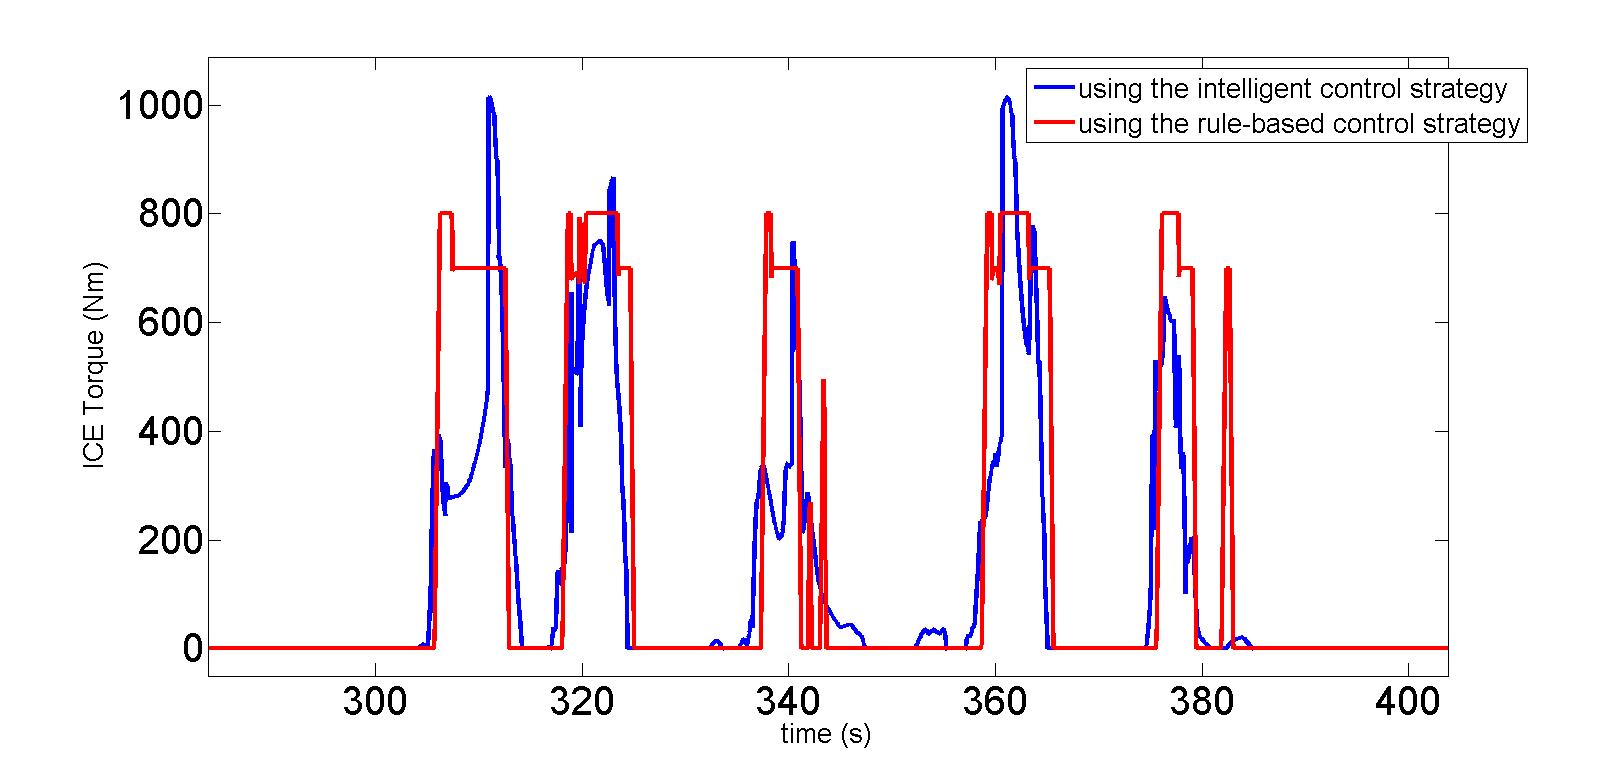 using the intelligent control strategy
using the rule-based control strategy
1000
800
600
400
200
0
ICE Torque (Nm)
300 320 340 360 380 400
time (s)